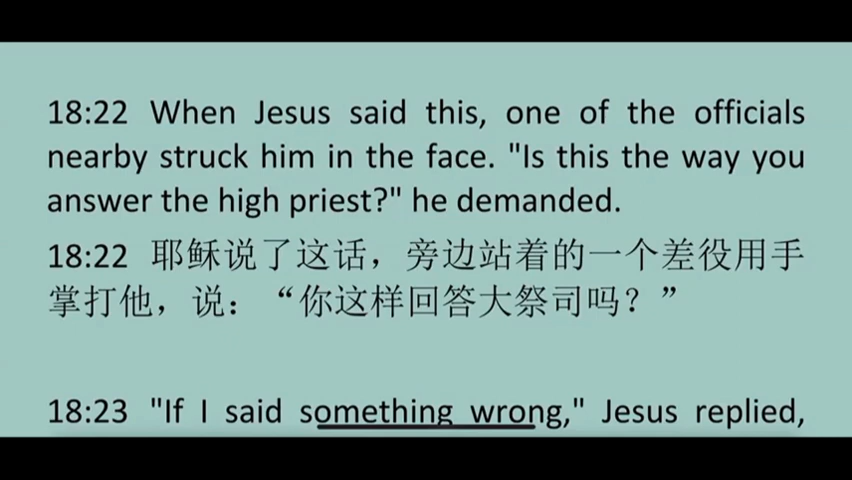 18:22 When Jesus said this, one of the officials
nearby struck him in the face. "Is this the way you
answer the high priest?" he demanded.
18:22 耶稣说了这话，旁边站着的一个差役用手
掌打他，说：“你这样回答大祭司吗？”
18:23 "If I said something wrong," Jesus replied,